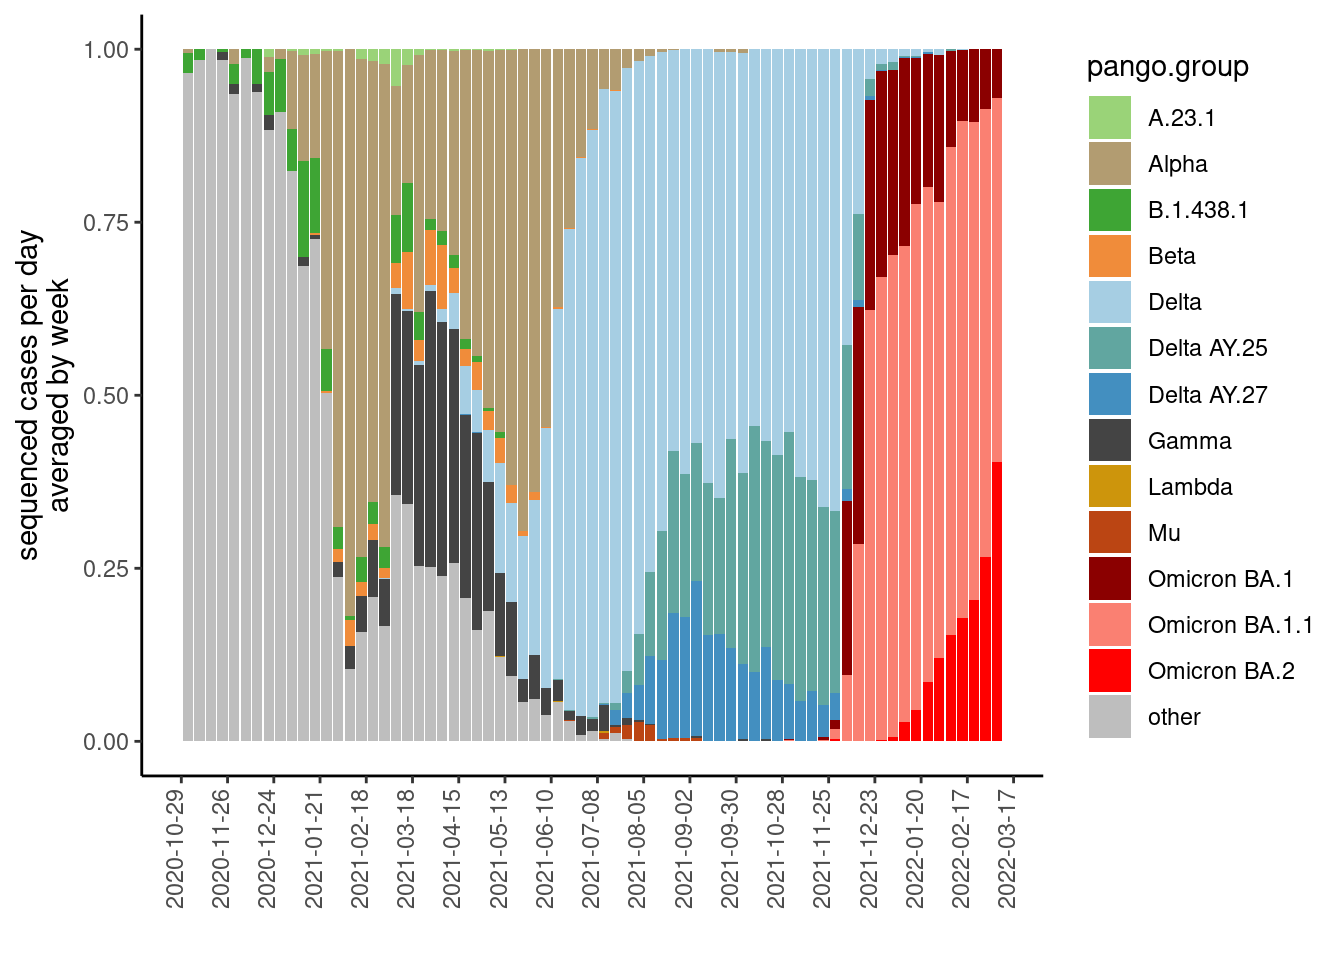 sequenced cases per day
averaged by week
1.00
0.75
0.50
0.25
0.00
2020-10-29
2020-11-26
2020-12-24
2021-01-21
2021-02-18
2021-03-18
2021-04-15
2021-05-13
2021-06-10
2021-07-08
2021-08-05
2021-09-02
2021-09-30
2021-10-28
2021-11-25
2021-12-23
2022-01-20
2022-02-17
2022-03-17
pango.group
A.23.1
Alpha
B.1.438.1
Beta
Delta
Delta AY.25
Delta AY.27
Gamma
Lambda
Mu
Omicron BA.1
Omicron BA.1.1
Omicron BA.2
other